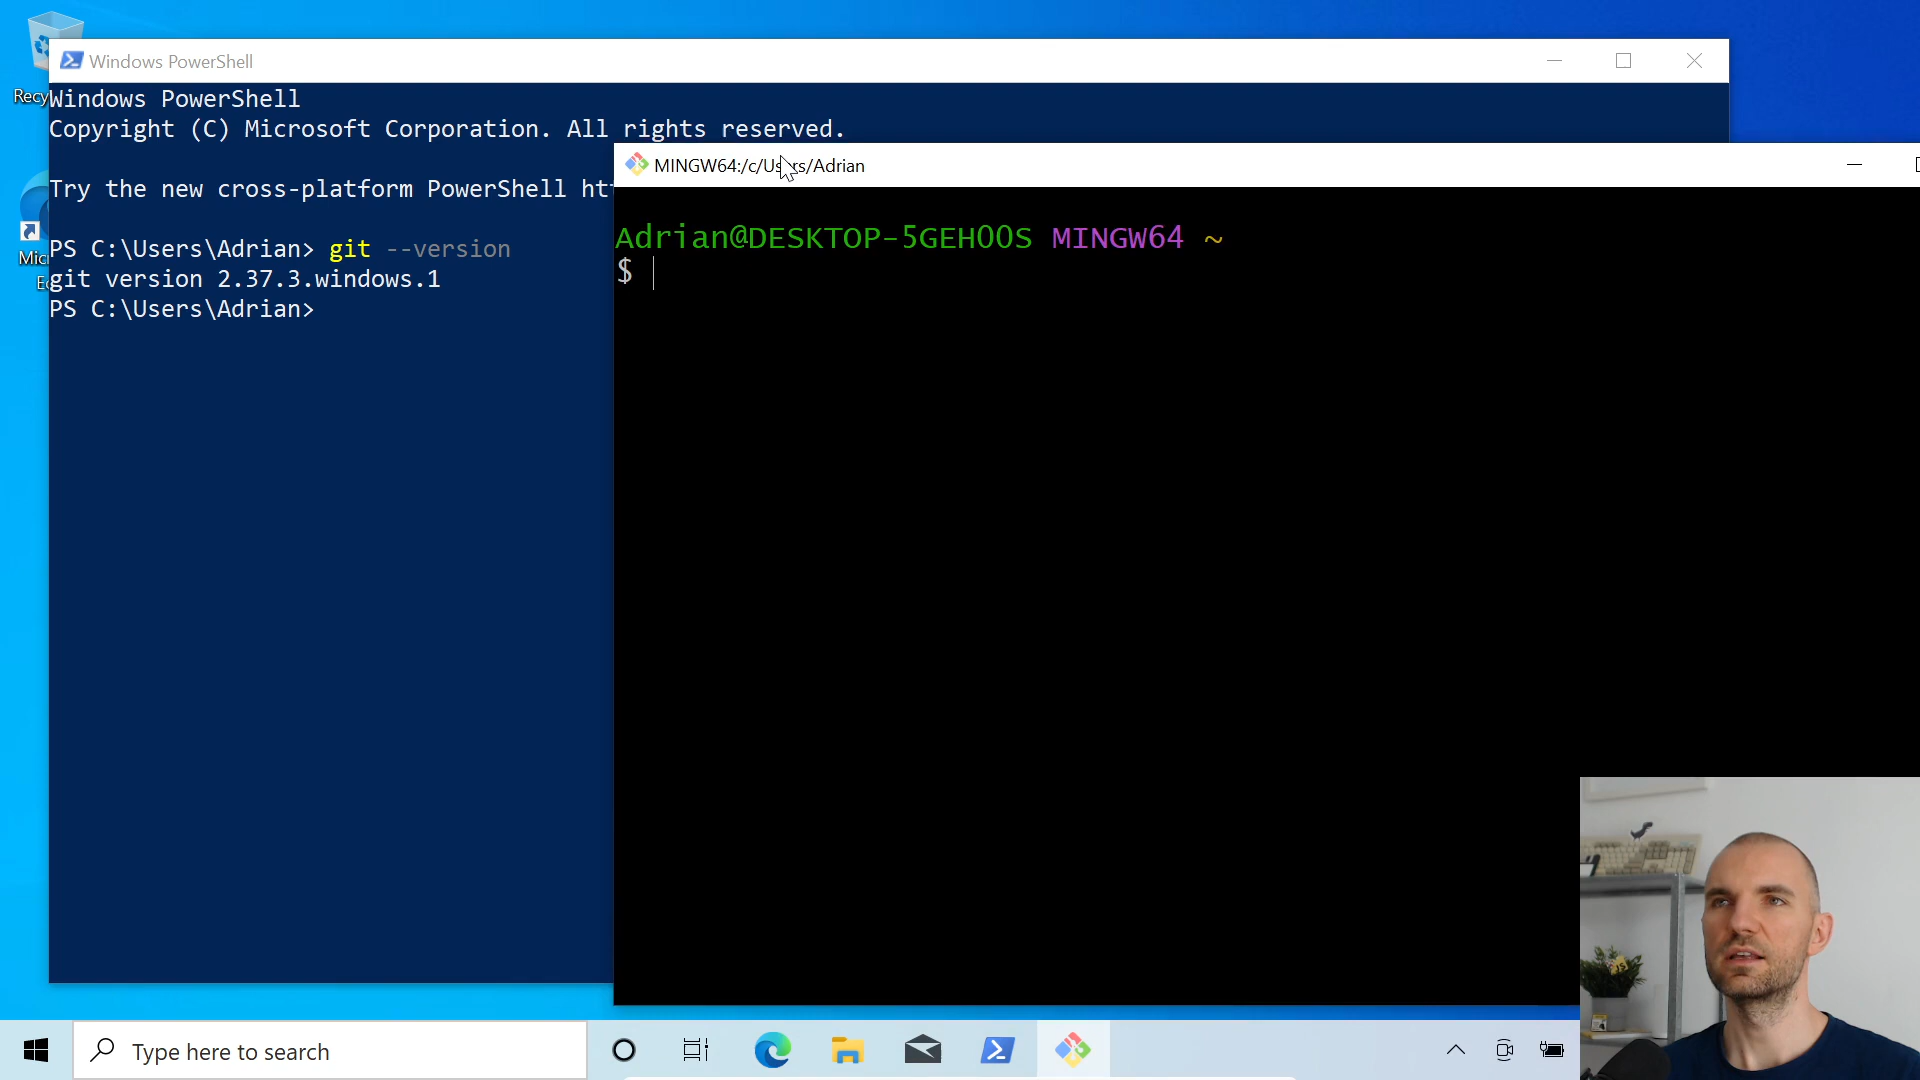 Recy
Mic
E
Windows PowerShell
Windows PowerShell
Copyright (C) Microsoft Corporation. All rights reserved.
Try the new cross-platform PowerShell ht
PS C:\Users\Adrian> git --version
git version 2.37.3.windows.1
PS C:\Users\Adrian>
MINGW64:/c/Users/Adrian
Adrian@DESKTOP-5GEH0OS MINGW64 ~
$
Type here to search